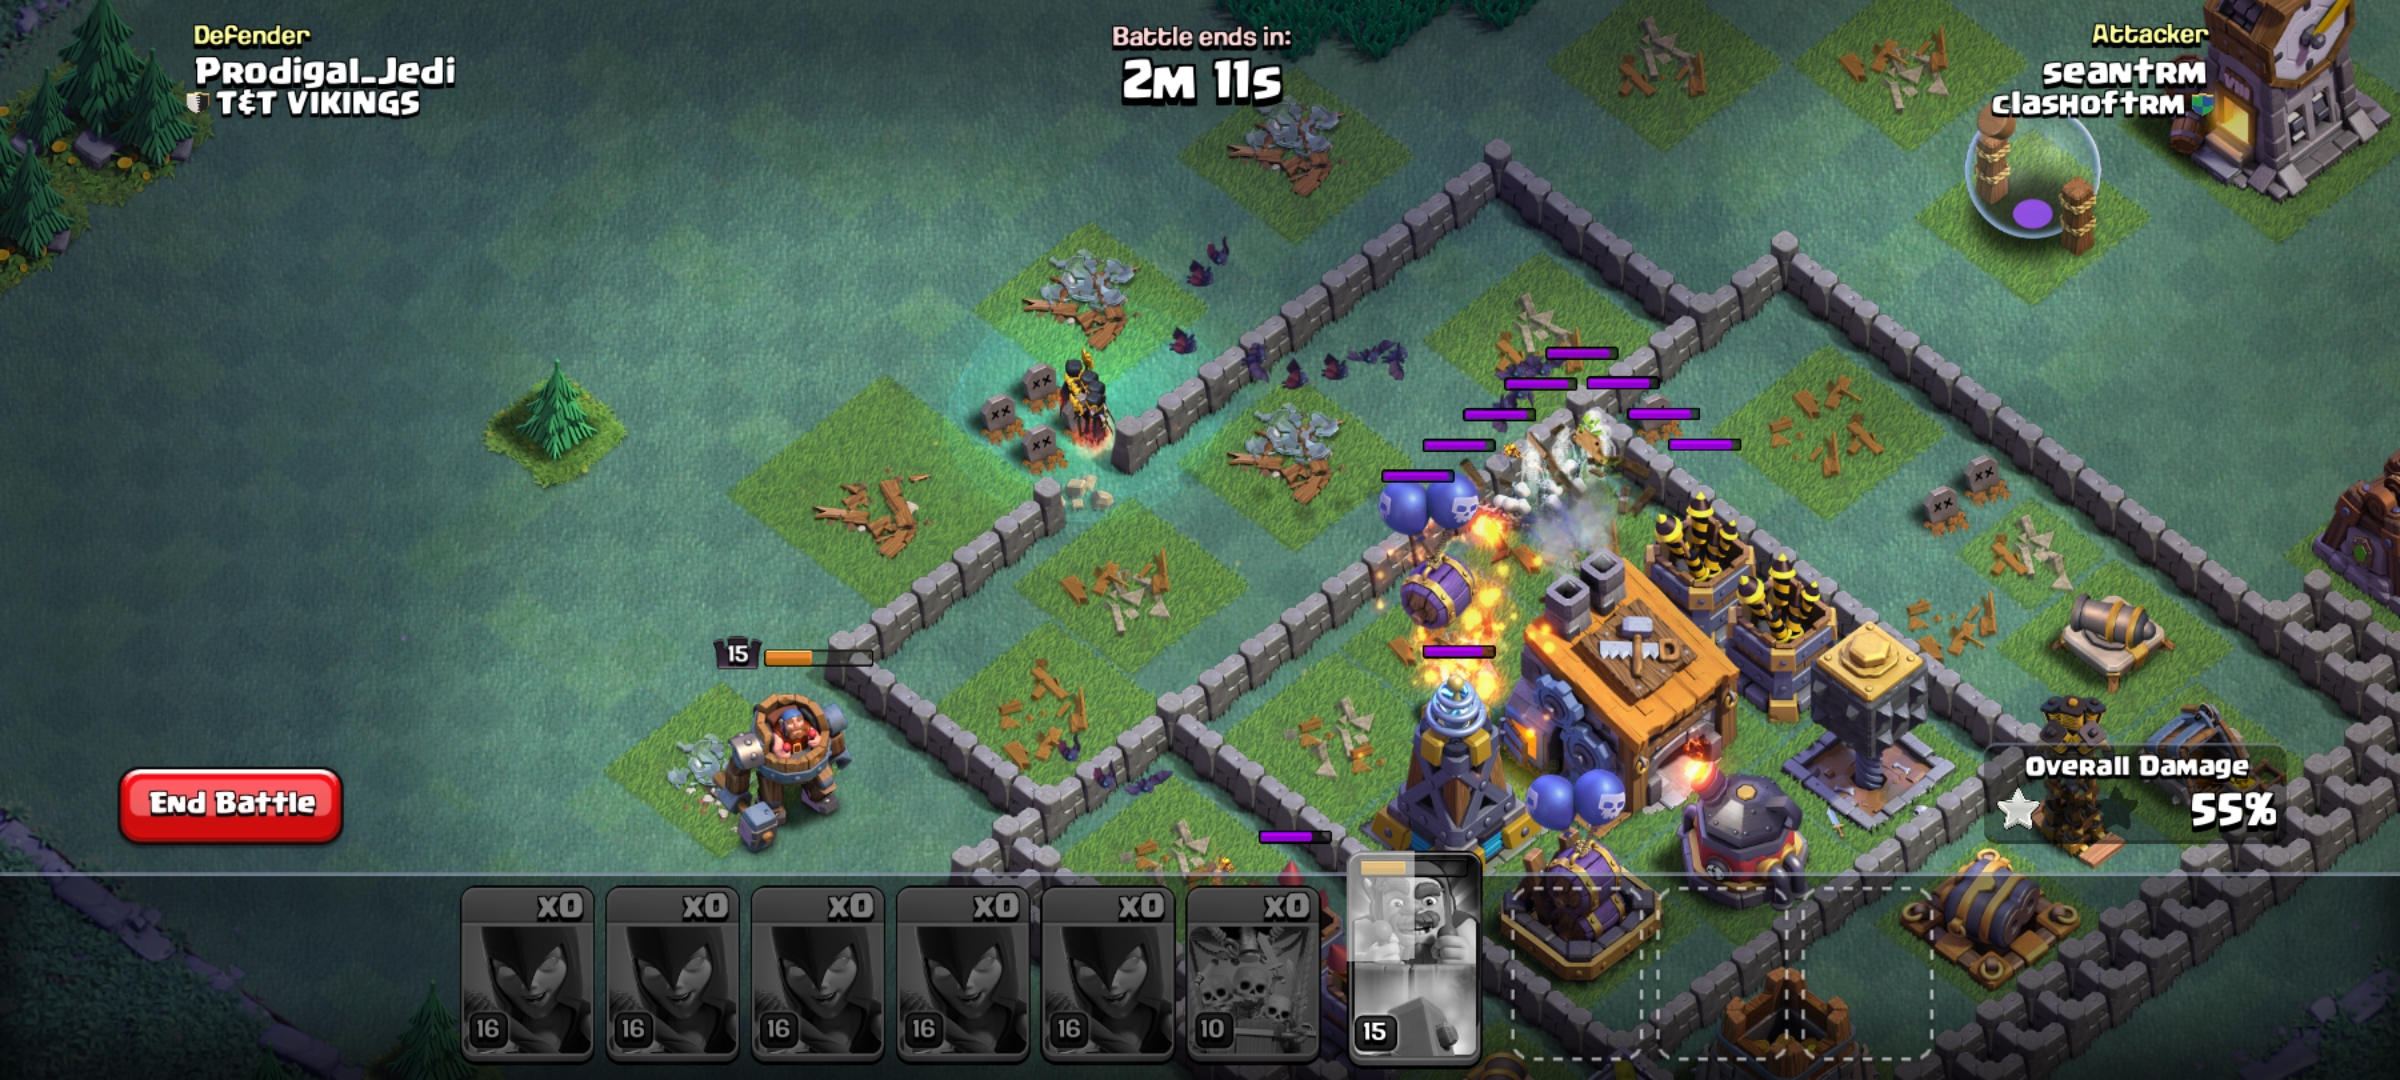 Defender
Prodigal_Jedi
T&T VIKINGS
Battle ends in:
2M 11s
Attacker
seantRM
clashoftRM
15
End Battle
Overall Damage
55%
x0
x0
x0
x0
x0
x0
16
16
16
16
16
10
15